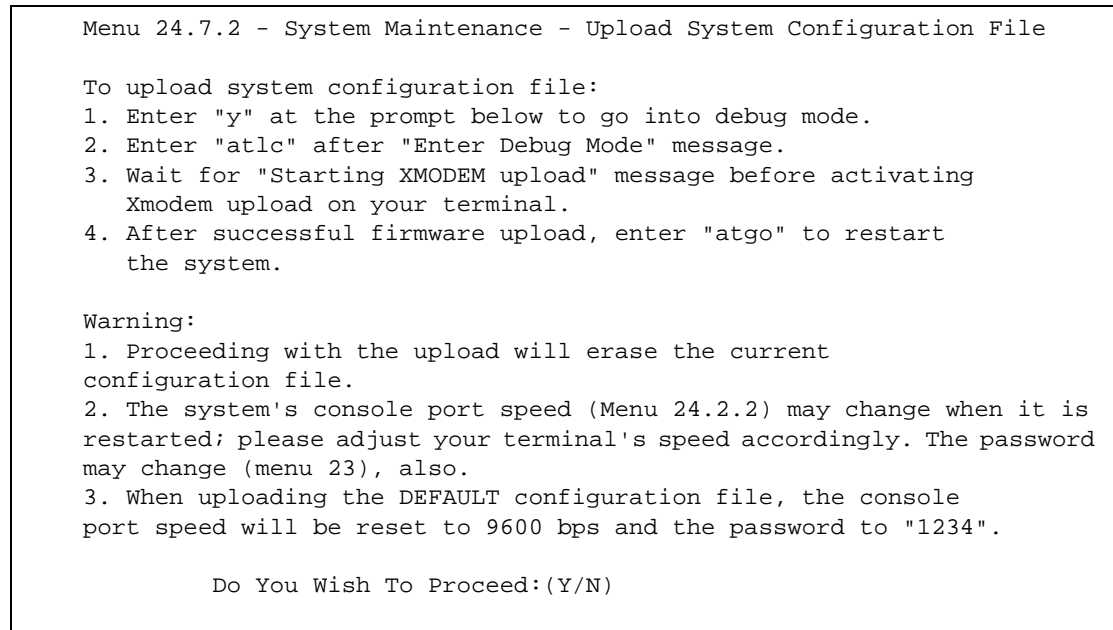 Menu 24.7.2 - System Maintenance - Upload System Configuration File
To upload system configuration file:
1. Enter "y" at the prompt below to go into debug mode.
2. Enter "atlc" after "Enter Debug Mode" message.
3. Wait for "Starting XMODEM upload" message before activating
Xmodem upload on your terminal.
4. After successful firmware upload, enter "atgo" to restart
the system.
Warning:
1. Proceeding with the upload will erase the current
configuration file.
2. The system's console port speed (Menu 24.2.2) may change when it is
restarted; please adjust your terminal's speed accordingly. The password
may change (menu 23), also.
3. When uploading the DEFAULT configuration file, the console
port speed will be reset to 9600 bps and the password to "1234".
Do You Wish To Proceed:(Y/N)